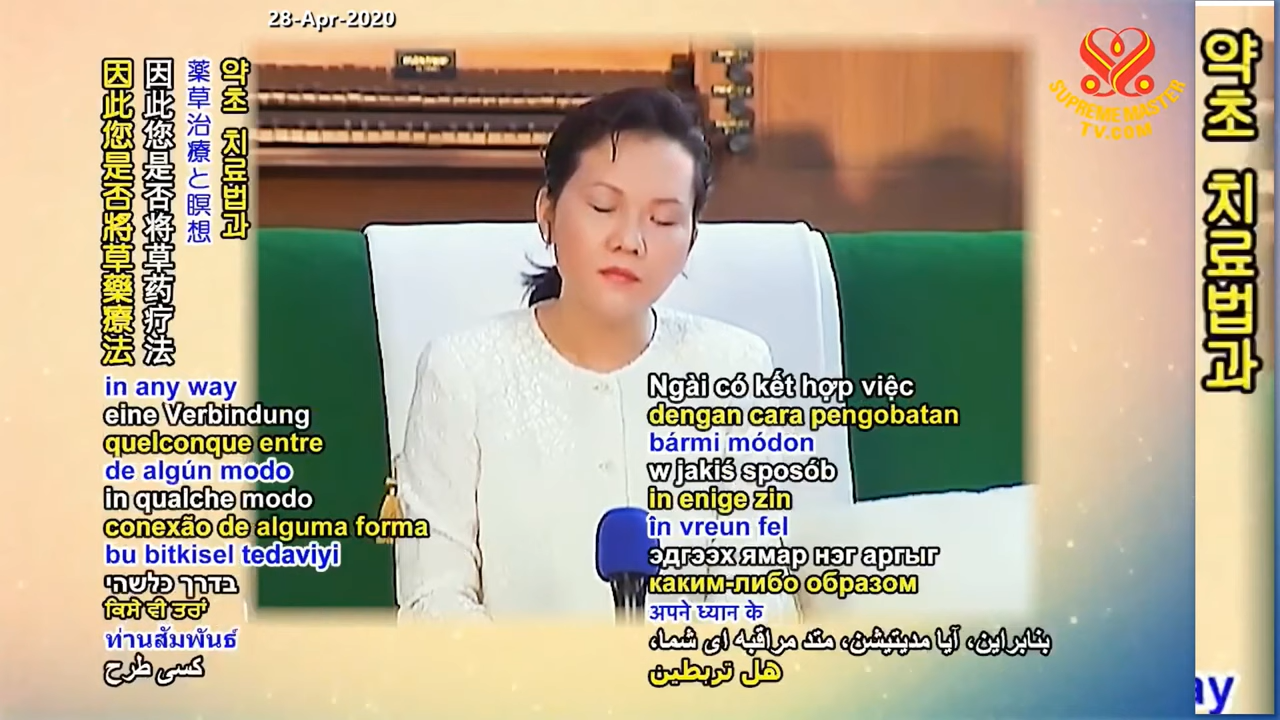 28-Apr-2020
SUPREME MASTER
TV.COM
약초 치료법과
薬草治療と瞑想
因此您是否将草药疗法
因此您是否將草藥療法
in any way
eine Verbindung
quelconque entre
de algún modo
in qualche modo
conexão de alguma forma
bu bitkisel tedaviyi
בדרך כלשהי
ਕਿਸੇ ਵੀ ਤਰਾਂ
ท่านสัมพันธ์
کسی طرح
Ngài có kết hợp việc
dengan cara pengobatan
bármi módon
w jakiś sposób
in enige zin
în vreun fel
эдгээх ямар нэг аргыг
каким-либо образом
अपने ध्यान के
بنابراین، آیا مدیتیشن، متد مراقبه ای شما،
هل تربطين
약초 치료법과
ay